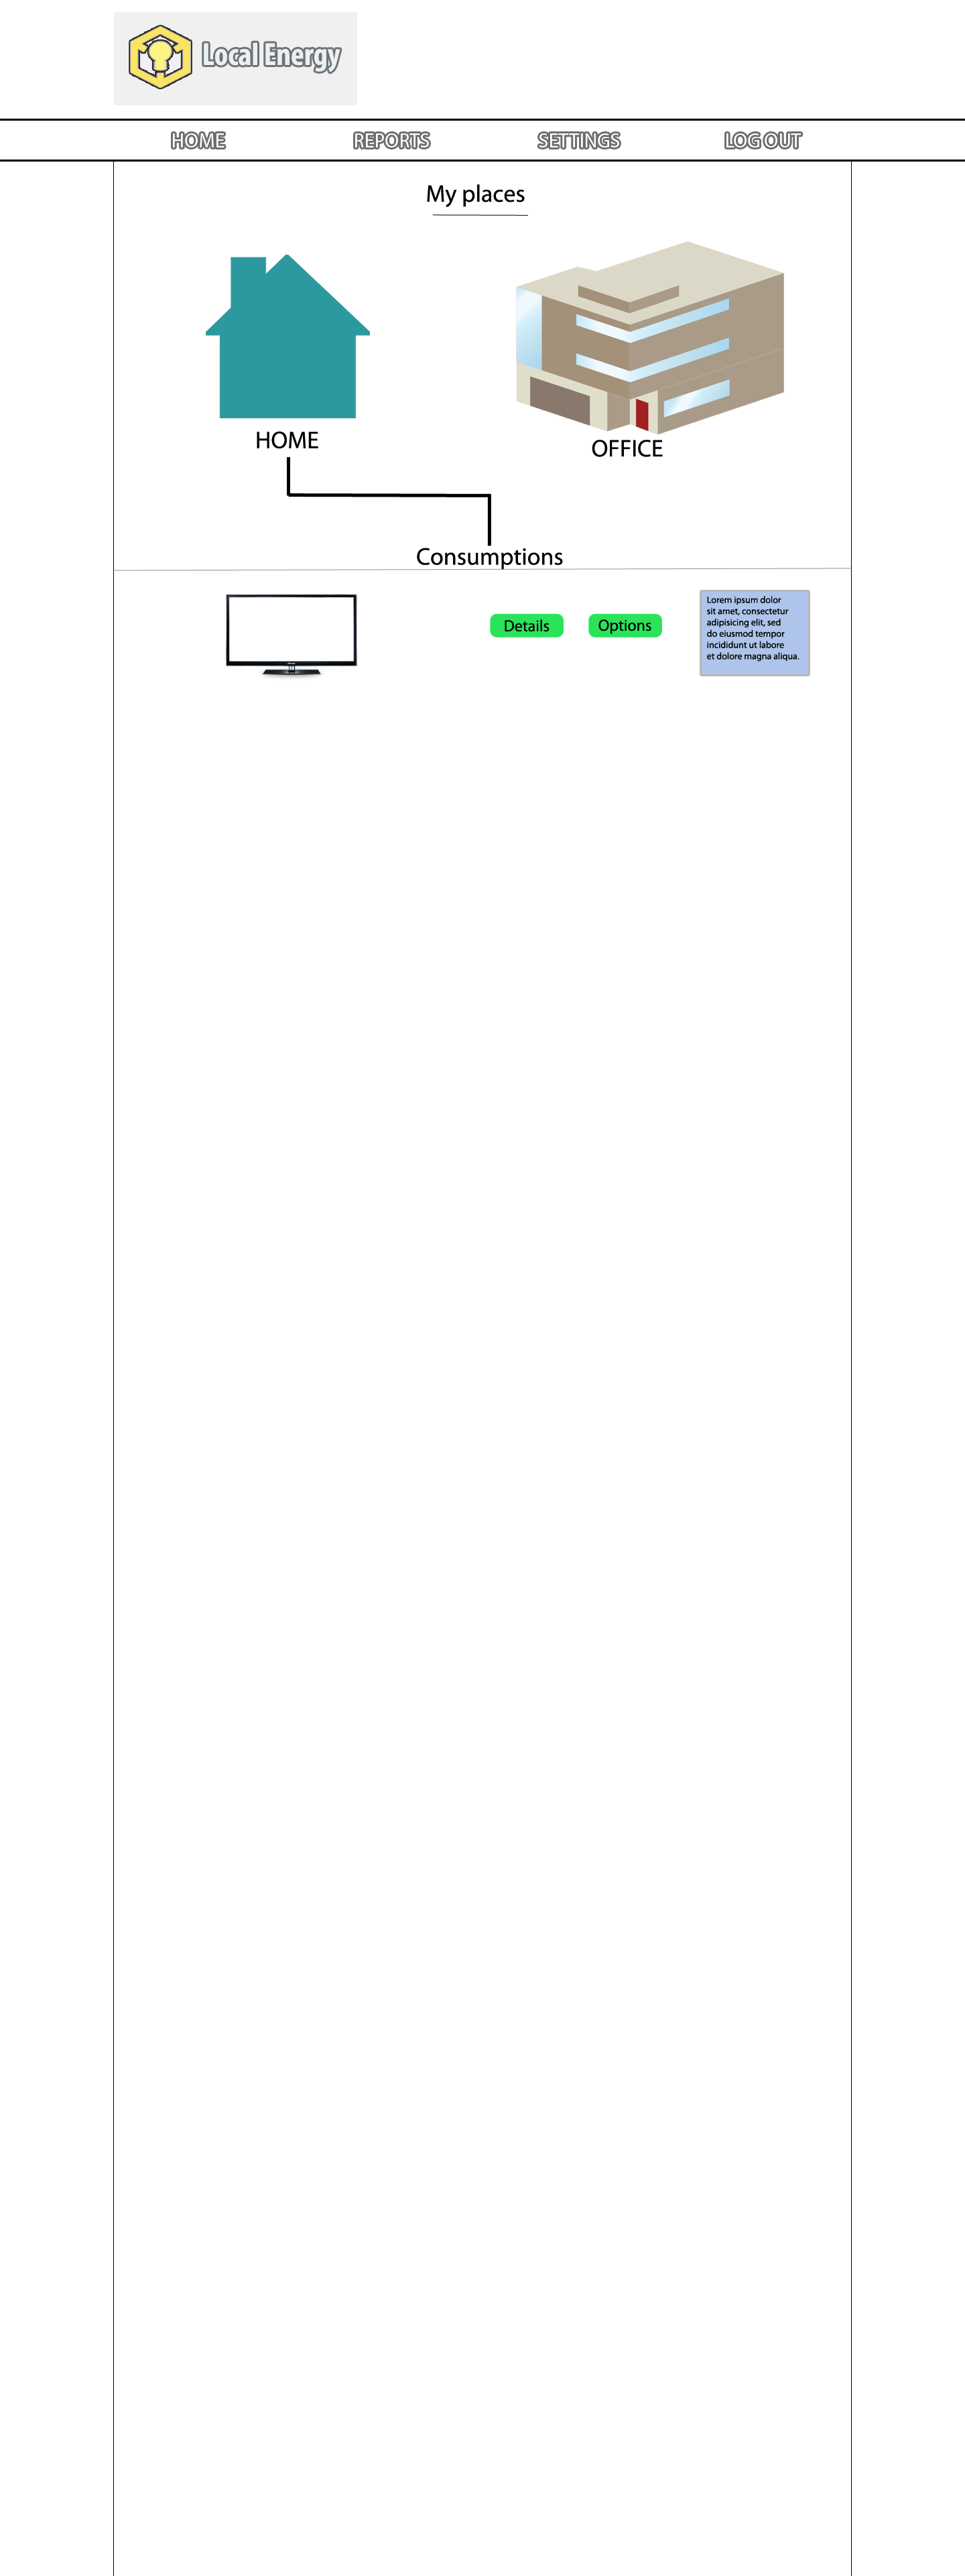 Local Energy
HOME REPORTS SETTINGS LOG OUT
My places
HOME
OFFICE
Consumptions
Details Options
Lorem ipsum dolor
sit amet, consectetur
adipisicing elit, sed
do eiusmod tempor
incididunt ut labore
et dolore magna aliqua.